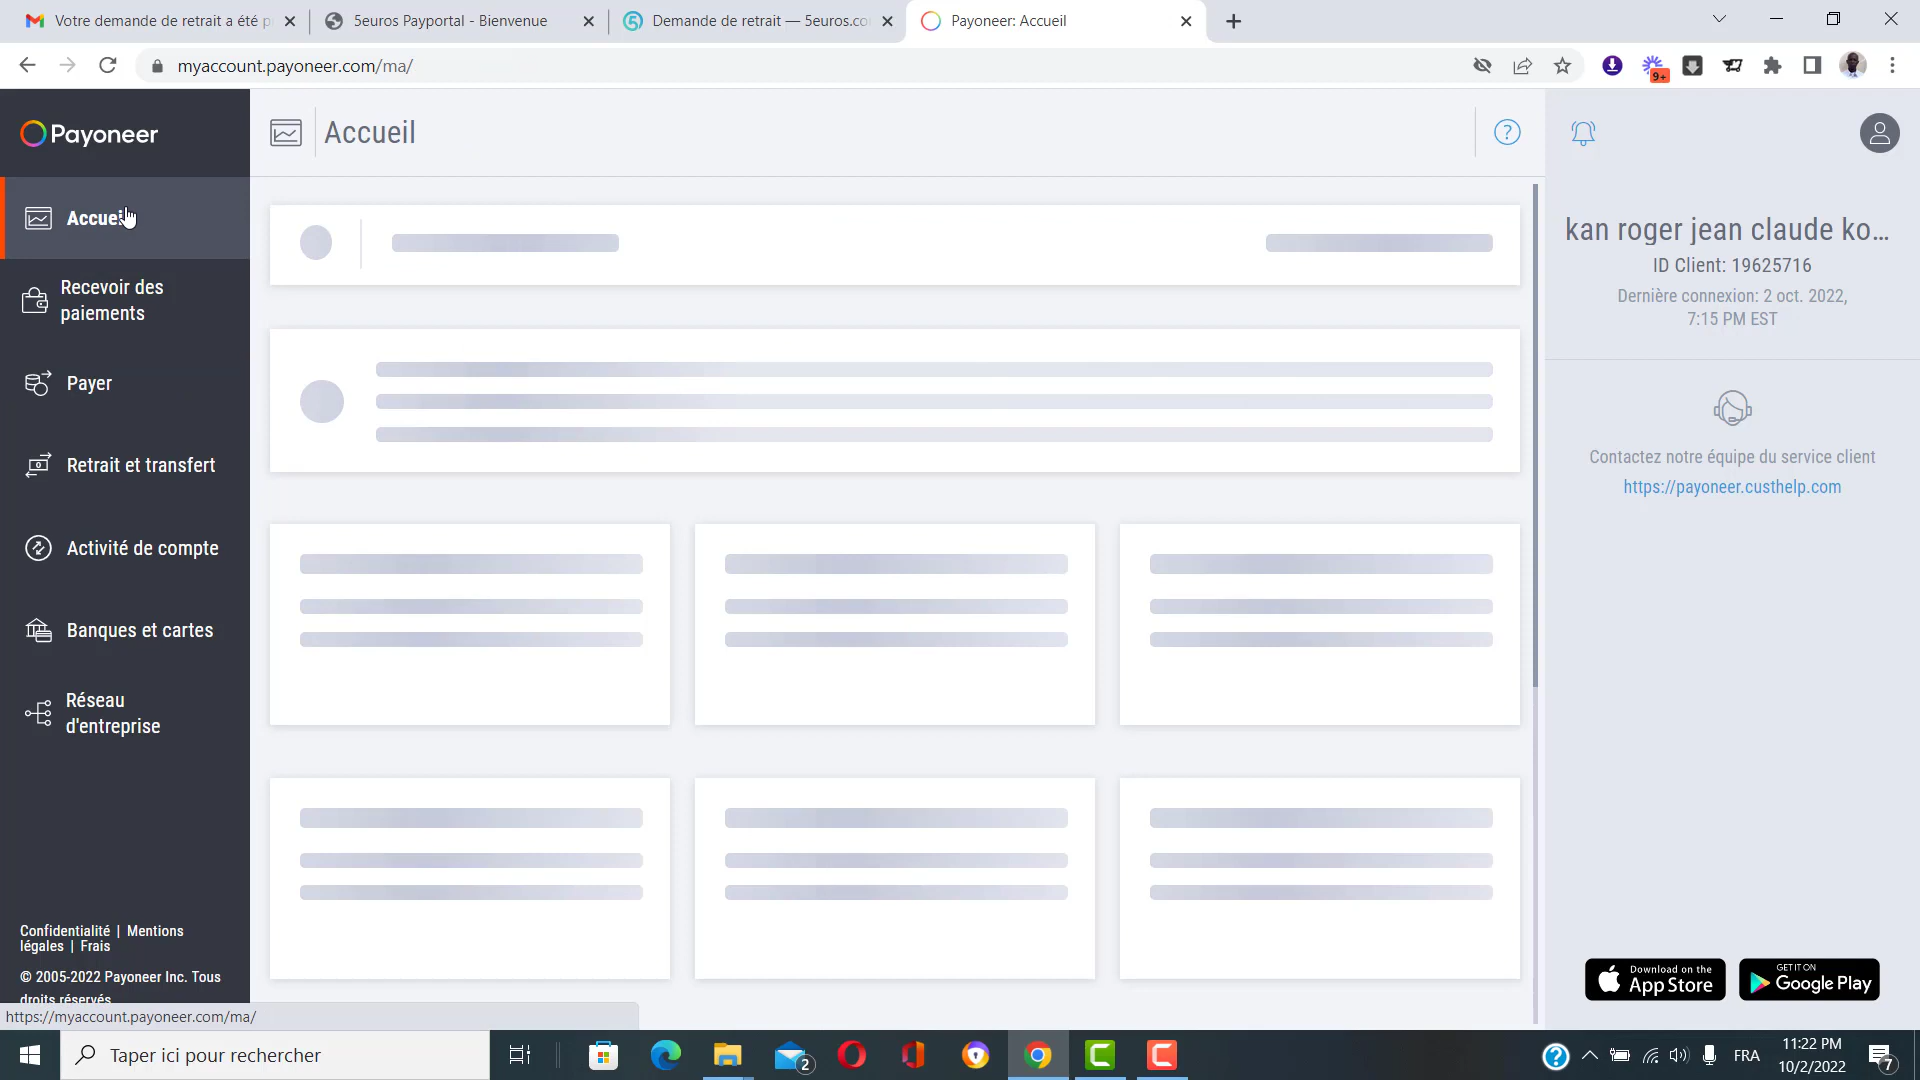 Votre demande de retrait a été p
5euros Payportal - Bienvenue
Demande de retrait — 5euros.co
Payoneer: Accueil
myaccount.payoneer.com/ma/
9+
Payoneer
Accueil
Recevoir des
paiements
Payer
Retrait et transfert
Activité de compte
Banques et cartes
Réseau
d'entreprise
Confidentialité | Mentions
légales | Frais
© 2005-2022 Payoneer Inc. Tous
droits réservés
https://myaccount.payoneer.com/ma/
Accueil
?
kan roger jean claude ko...
ID Client: 19625716
Dernière connexion: 2 oct. 2022,
7:15 PM EST
Contactez notre équipe du service client
https://payoneer.custhelp.com
Download on the
App Store
GET IT ON
Google Play
Taper ici pour rechercher
2
?
FRA
11:22 PM
10/2/2022
7